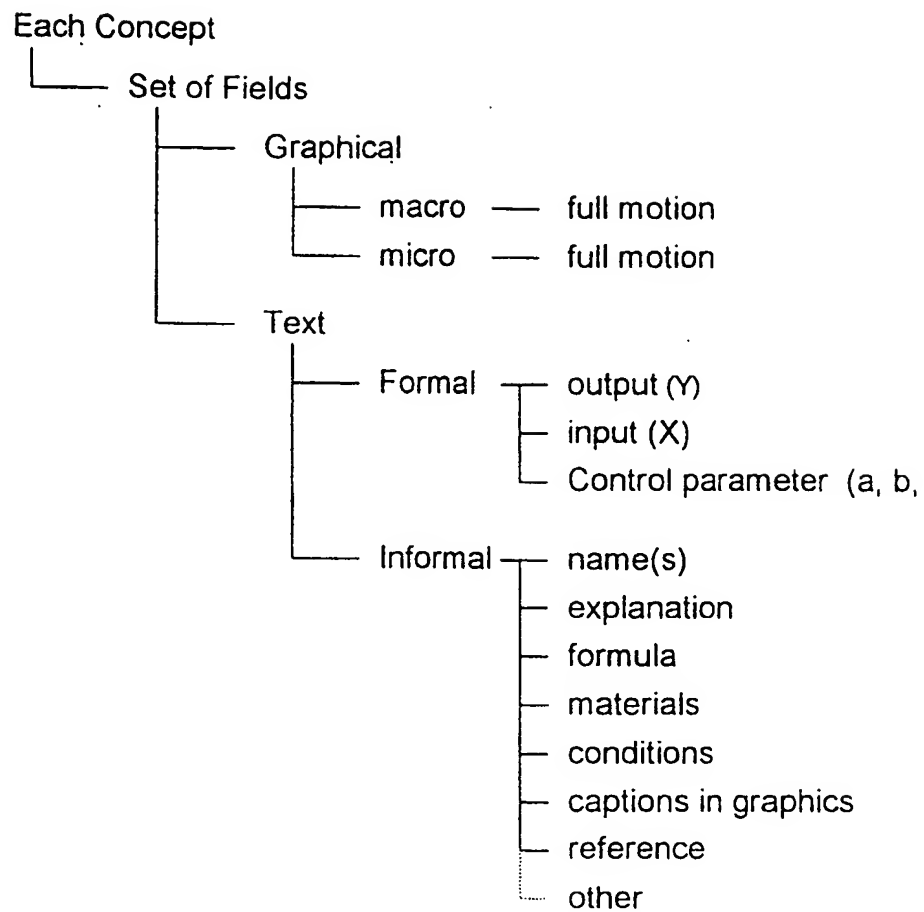 Each Concept
Set of Fields
Graphical
macro — full motion
micro — full motion
Text
Formal output (Y)
input (X)
Control parameter (a, b,
Informal name(s)
explanation
formula
materials
conditions
captions in graphics
reference
other